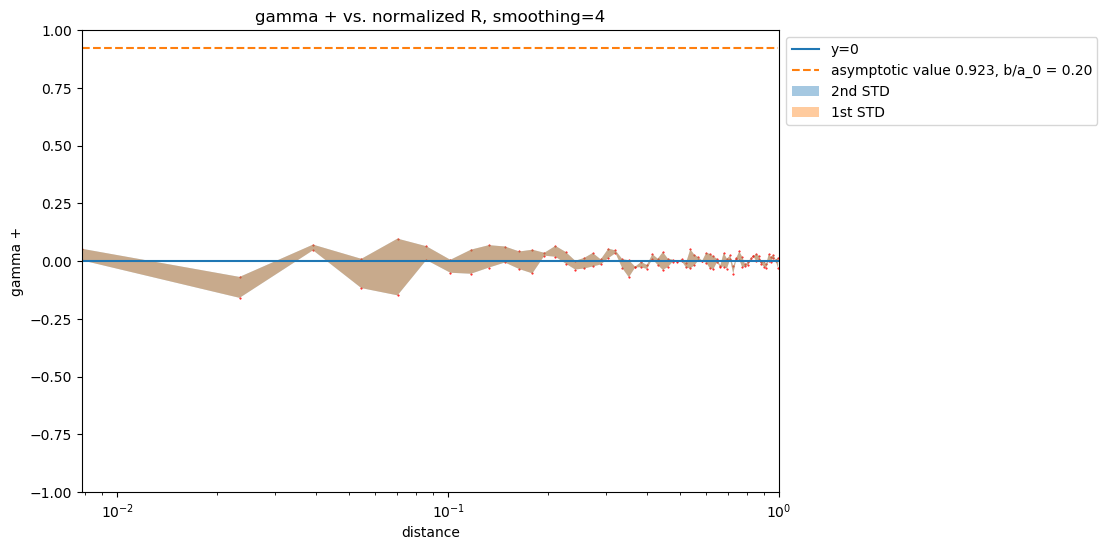 gamma + vs. normalized R, smoothing=4
1.00
0.75
0.50
0.25
0.00
−0.25
−0.50
−0.75
−1.00
gamma +
10⁻²
10⁻¹
10⁰
distance
y=0
asymptotic value 0.923, b/a_0 = 0.20
2nd STD
1st STD